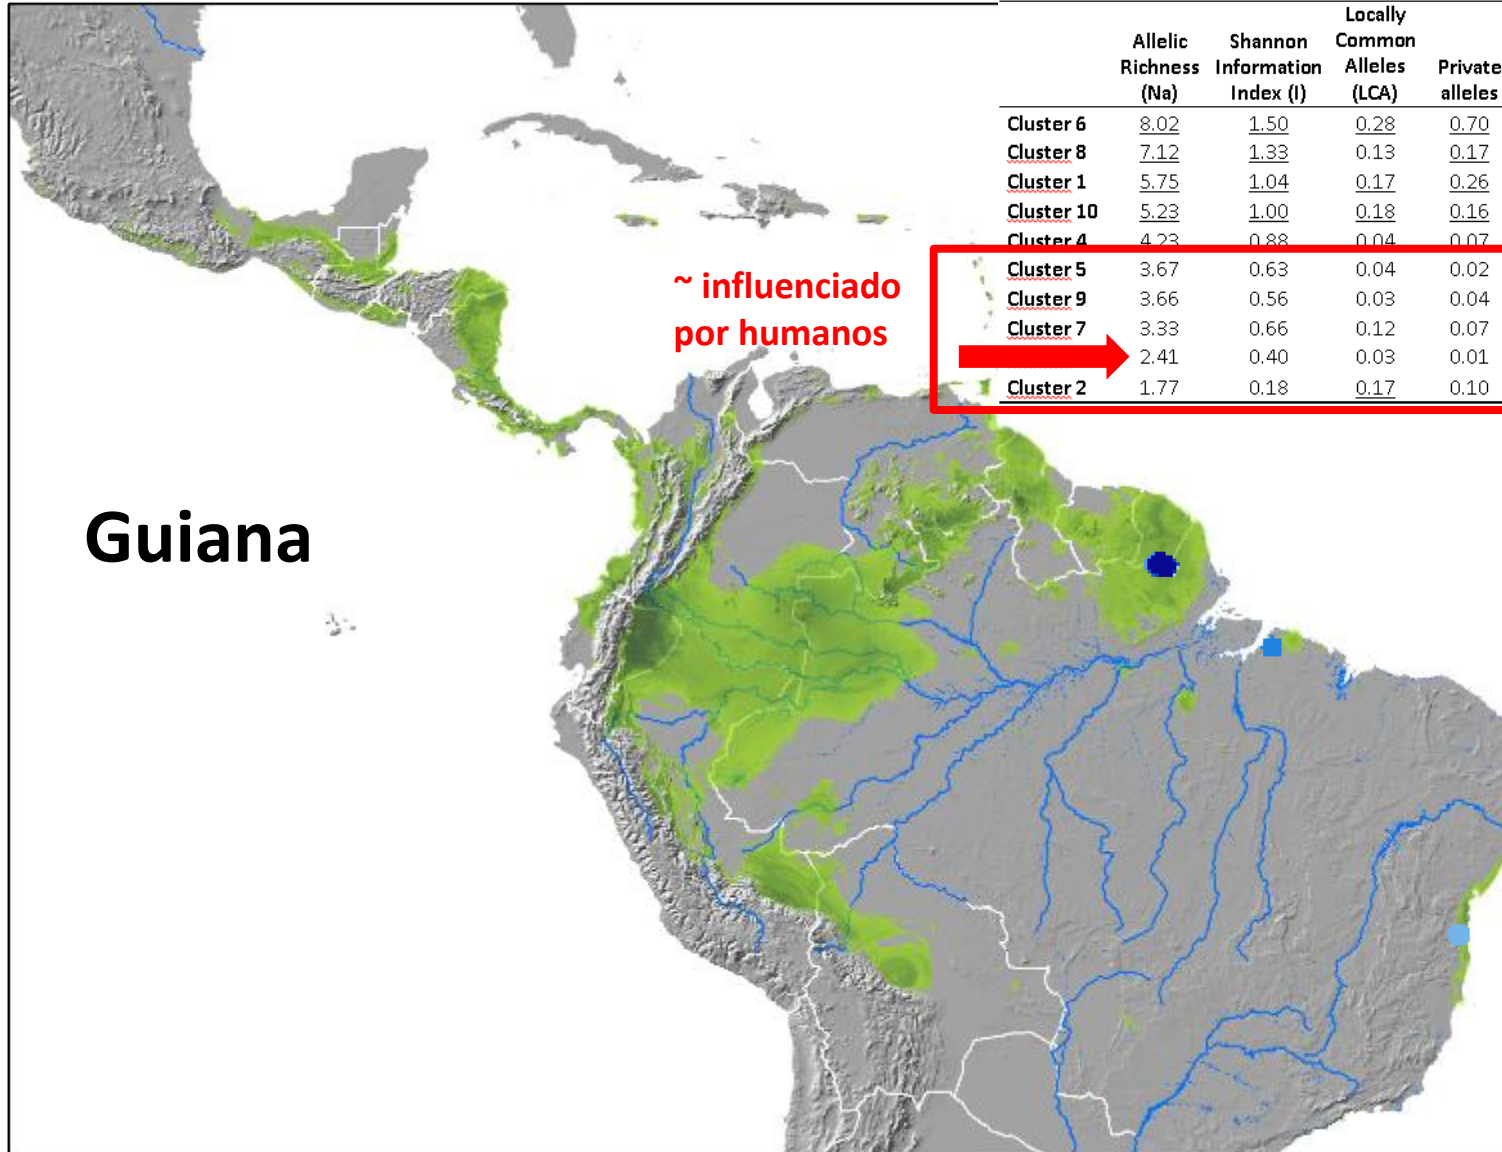 Locally
Allelic Shannon Common
Richness Information Alleles Private
(Na) Index (I) (LCA) alleles
Cluster 6 8.02 1.50 0.28 0.70
Cluster 8 7.12 1.33 0.13 0.17
Cluster 1 5.75 1.04 0.17 0.26
Cluster 10 5.23 1.00 0.18 0.16
Cluster 4 4.23 0.88 0.04 0.07
Cluster 5 3.67 0.63 0.04 0.02
Cluster 9 3.66 0.56 0.03 0.04
Cluster 7 3.33 0.66 0.12 0.07
2.41 0.40 0.03 0.01
Cluster 2 1.77 0.18 0.17 0.10
~ influenciado
por humanos
Guiana